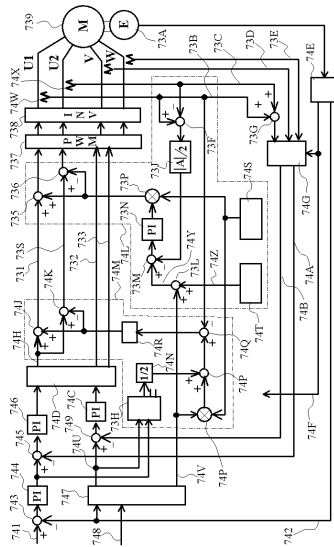 739
M
E
73A
U1
U2
V
W
74X
74W
73B
73C
73D
73E
74E
738
I N V
737
P W M
736
735
73F
73G
73J
|A|/2
73P
73N
PI
73M
73L
74Y
74Z
74S
74T
74G
74A
74B
73S
731
732
733
74L
74M
74K
74J
74H
74R
74Q
74N
1/2
74P
73H
74D
74C
PI
749
74U
746
PI
745
744
PI
743
741
747
748
74V
74P
74F
742